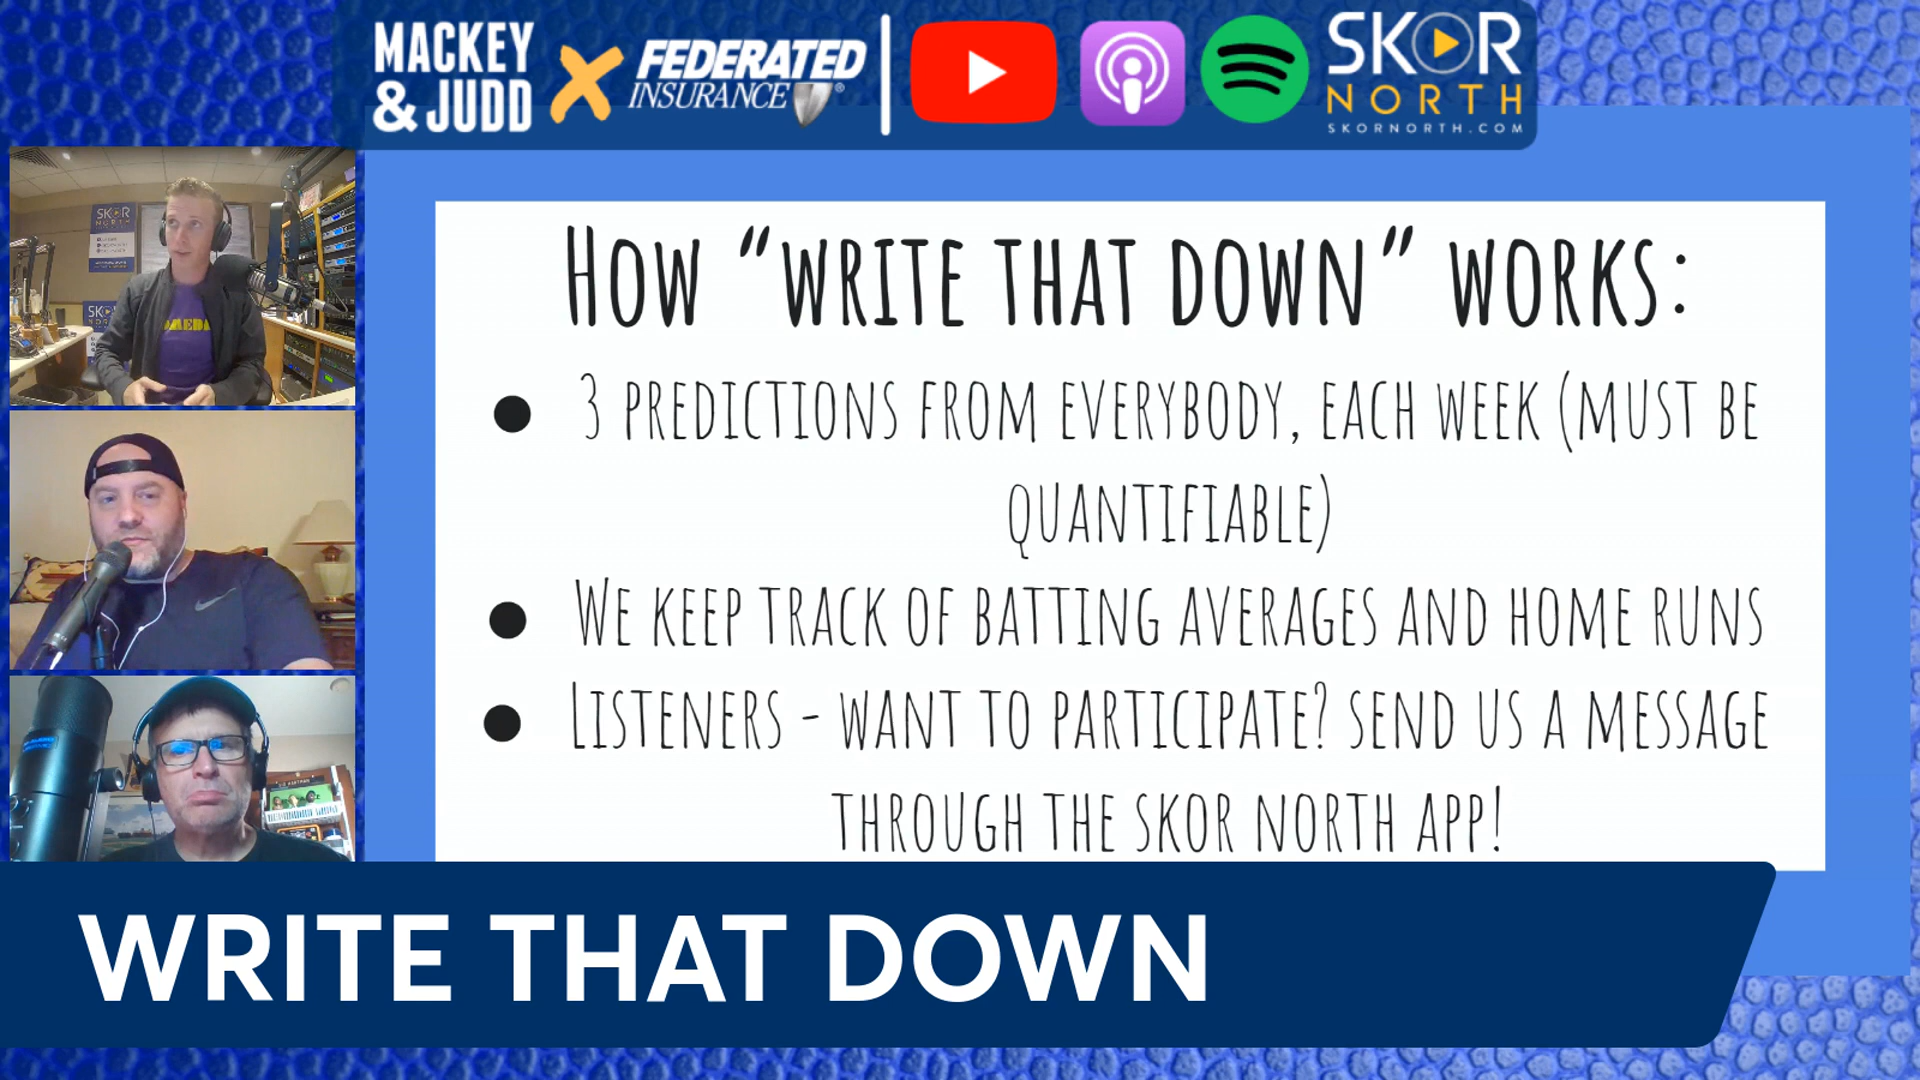 MACKEY
& JUDD
FEDERATED
INSURANCE
SKOR
NORTH
SKORNORTH.COM
SKOR
NORTH
HOW “WRITE THAT DOWN” WORKS:
3 PREDICTIONS FROM EVERYBODY, EACH WEEK (MUST BE
QUANTIFIABLE)
WE KEEP TRACK OF BATTING AVERAGES AND HOME RUNS
LISTENERS - WANT TO PARTICIPATE? SEND US A MESSAGE
THROUGH THE SKOR NORTH APP!
WRITE THAT DOWN